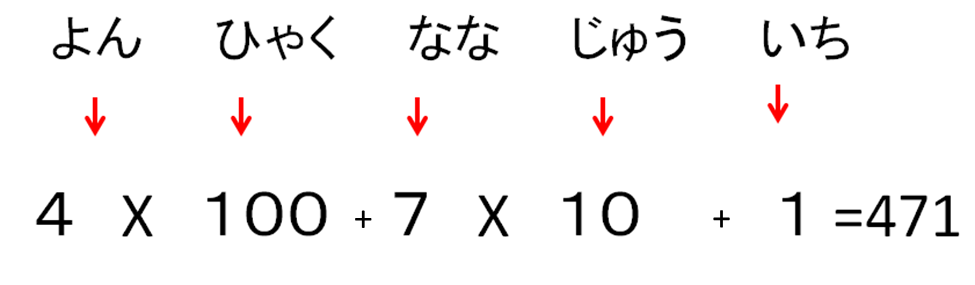 よん ひゃく なな じゅう いち
↓ ↓ ↓ ↓ ↓
４ X １００ + ７ X １０ + １ =471